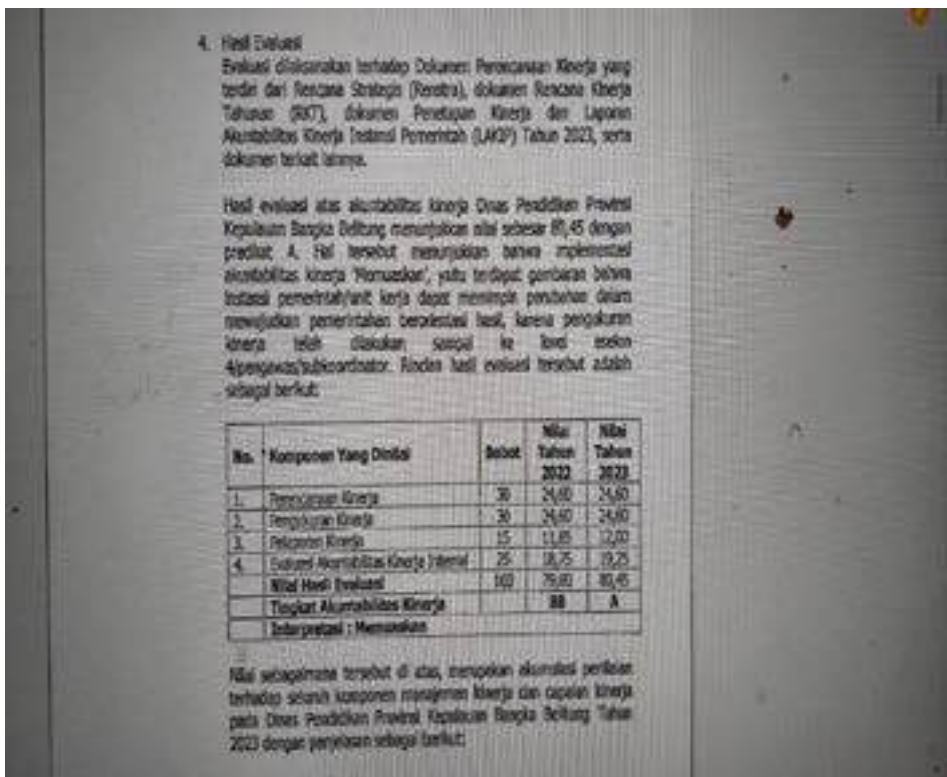 4. Hasil Evaluasi
Evaluasi dilaksanakan terhadap Dokumen Perencanaan Kinerja yang
terdiri dari Rencana Strategis (Renstra), dokumen Rencana Kinerja
Tahunan (RKT), dokumen Penetapan Kinerja dan Laporan
Akuntabilitas Kinerja Instansi Pemerintah (LAKIP) Tahun 2023, serta
dokumen terkait lainnya.
Hasil evaluasi atas akuntabilitas kinerja Dinas Pendidikan Provinsi
Kepulauan Bangka Belitung menunjukkan nilai sebesar 80,45 dengan
predikat A. Hal tersebut menunjukkan bahwa implementasi
akuntabilitas kinerja 'Memuaskan', yaitu terdapat gambaran bahwa
instansi pemerintah/unit kerja dapat memimpin perubahan dalam
mewujudkan pemerintahan berorientasi hasil, karena pengukuran
kinerja telah dilakukan sampai ke level eselon
4/pengawas/subkoordinator. Rincian hasil evaluasi tersebut adalah
sebagai berikut:
No. Komponen Yang Dinilai Bobot Nilai Tahun 2022 Nilai Tahun 2023
1. Perencanaan Kinerja 30 24,60 24,60
2. Pengukuran Kinerja 30 24,60 24,60
3. Pelaporan Kinerja 15 11,85 12,00
4. Evaluasi Akuntabilitas Kinerja Internal 25 18,75 19,25
Nilai Hasil Evaluasi 100 79,80 80,45
Tingkat Akuntabilitas Kinerja BB A
Interpretasi : Memuaskan
Nilai sebagaimana tersebut di atas, merupakan akumulasi penilaian
terhadap seluruh komponen manajemen kinerja dan capaian kinerja
pada Dinas Pendidikan Provinsi Kepulauan Bangka Belitung Tahun
2023 dengan penjelasan sebagai berikut: